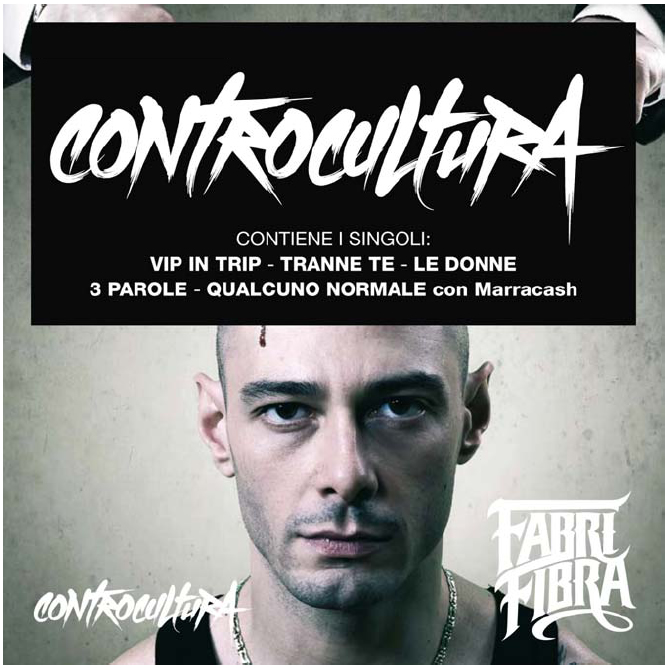 CONTROCULTURA
CONTIENE I SINGOLI:
VIP IN TRIP - TRANNE TE - LE DONNE
3 PAROLE - QUALCUNO NORMALE con Marracash
FABRI
FIBRA
CONTROCULTURA